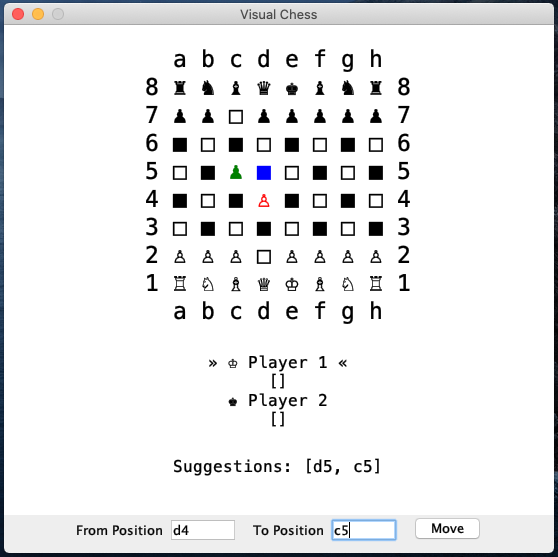 Visual Chess
a b c d e f g h
8 ♜ ♞ ♝ ♛ ♚ ♝ ♞ ♜ 8
7 ♟ ♟ □ ♟ ♟ ♟ ♟ ♟ 7
6 ■ □ ■ □ ■ □ ■ □ 6
5 □ ■ ♟ ■ □ ■ □ ■ 5
4 ■ □ ■ ♙ ■ □ ■ □ 4
3 □ ■ □ ■ □ ■ □ ■ 3
2 ♙ ♙ ♙ □ ♙ ♙ ♙ ♙ 2
1 ♖ ♘ ♗ ♕ ♔ ♗ ♘ ♖ 1
a b c d e f g h
» ♔ Player 1 «
[]
♚ Player 2
[]
Suggestions: [d5, c5]
From Position d4 To Position c5 Move